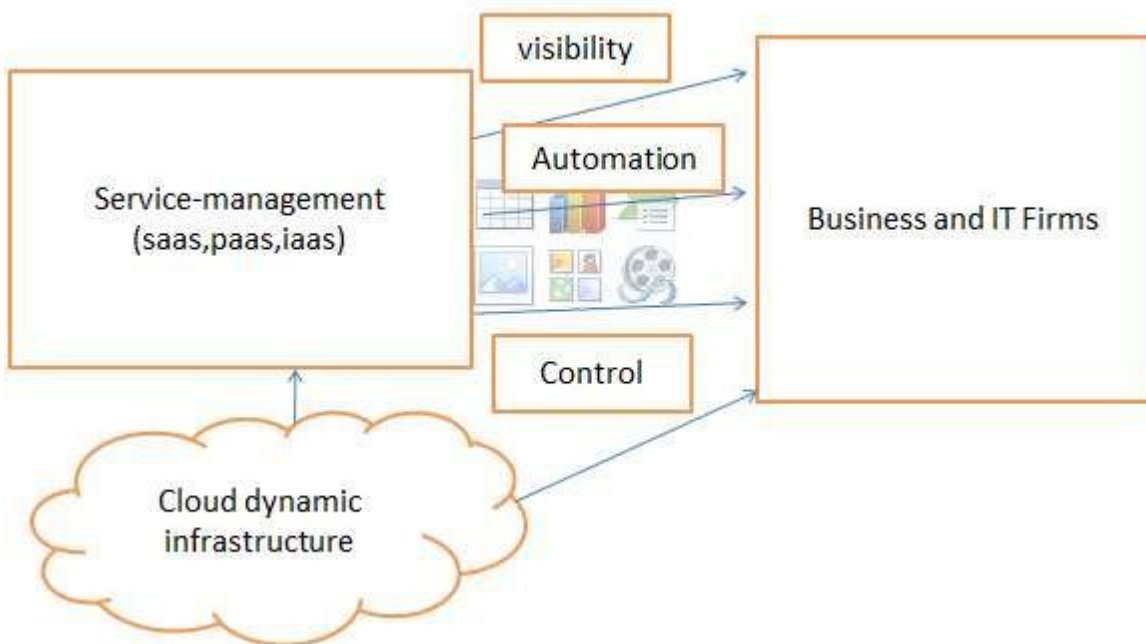 visibility
Automation
Service-management
(saas,paas,iaas)
Business and IT Firms
Control
Cloud dynamic
infrastructure